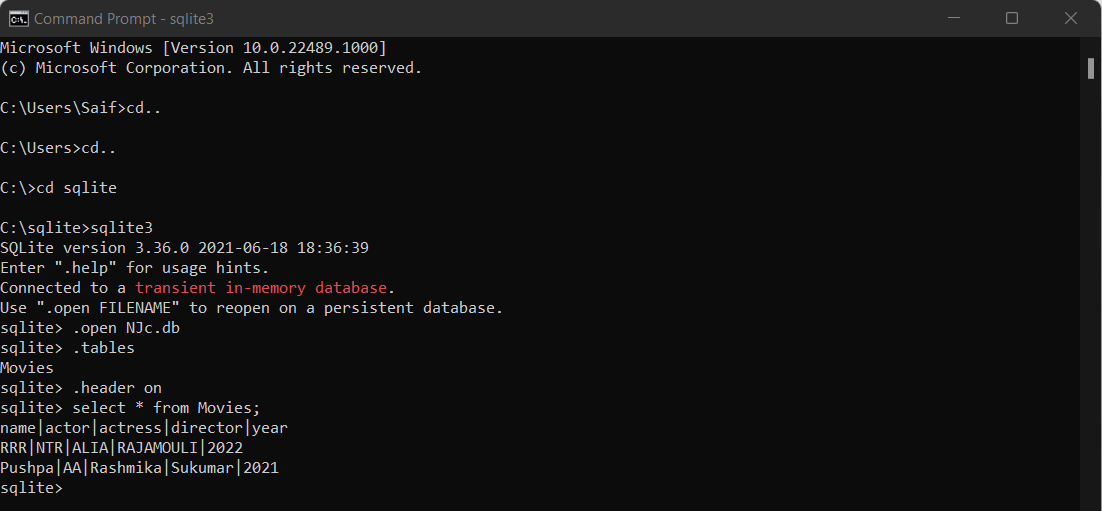 Command Prompt - sqlite3
Microsoft Windows [Version 10.0.22489.1000]
(c) Microsoft Corporation. All rights reserved.
C:\Users\Saif>cd..
C:\Users>cd..
C:\>cd sqlite
C:\sqlite>sqlite3
SQLite version 3.36.0 2021-06-18 18:36:39
Enter ".help" for usage hints.
Connected to a transient in-memory database.
Use ".open FILENAME" to reopen on a persistent database.
sqlite> .open NJc.db
sqlite> .tables
Movies
sqlite> .header on
sqlite> select * from Movies;
name|actor|actress|director|year
RRR|NTR|ALIA|RAJAMOULI|2022
Pushpa|AA|Rashmika|Sukumar|2021
sqlite>